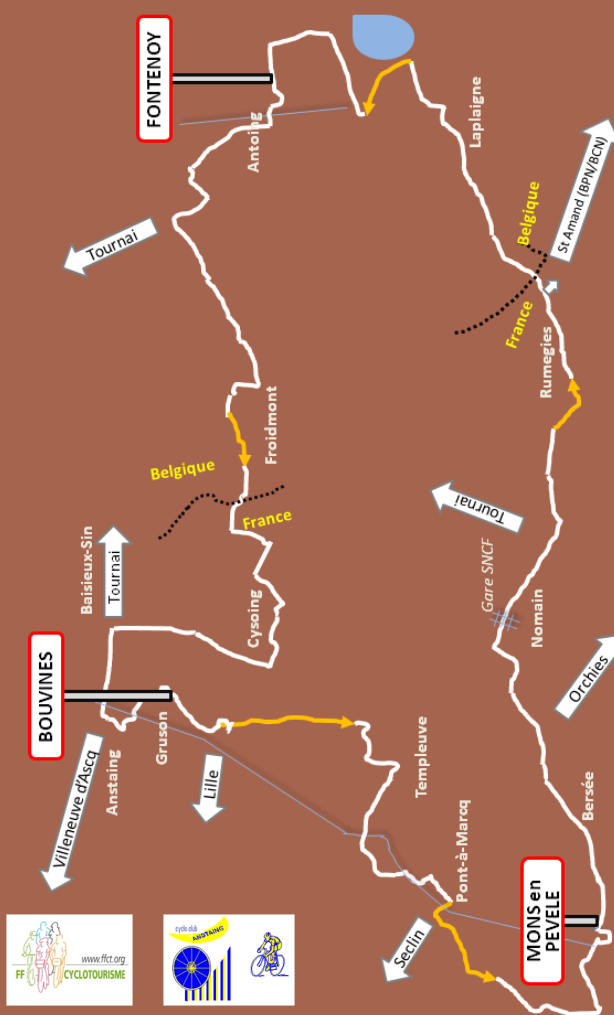 FONTENOY
Antoing
Laplaigne
Tournai
Belgique
St Amand (BPN/BCN)
France
Rumegies
Froidmont
Belgique
France
Tournai
Baisieux-Sin
Tournai
Cysoing
Gare SNCF
Nomain
BOUVINES
Gruson
Anstaing
Villeneuve d'Ascq
Lille
Templeuve
Orchies
Bersée
Pont-à-Marcq
MONS en
PEVELE
Seclin
www.ffct.org
FF CYCLOTOURISME
cyclo club
ANSTAING